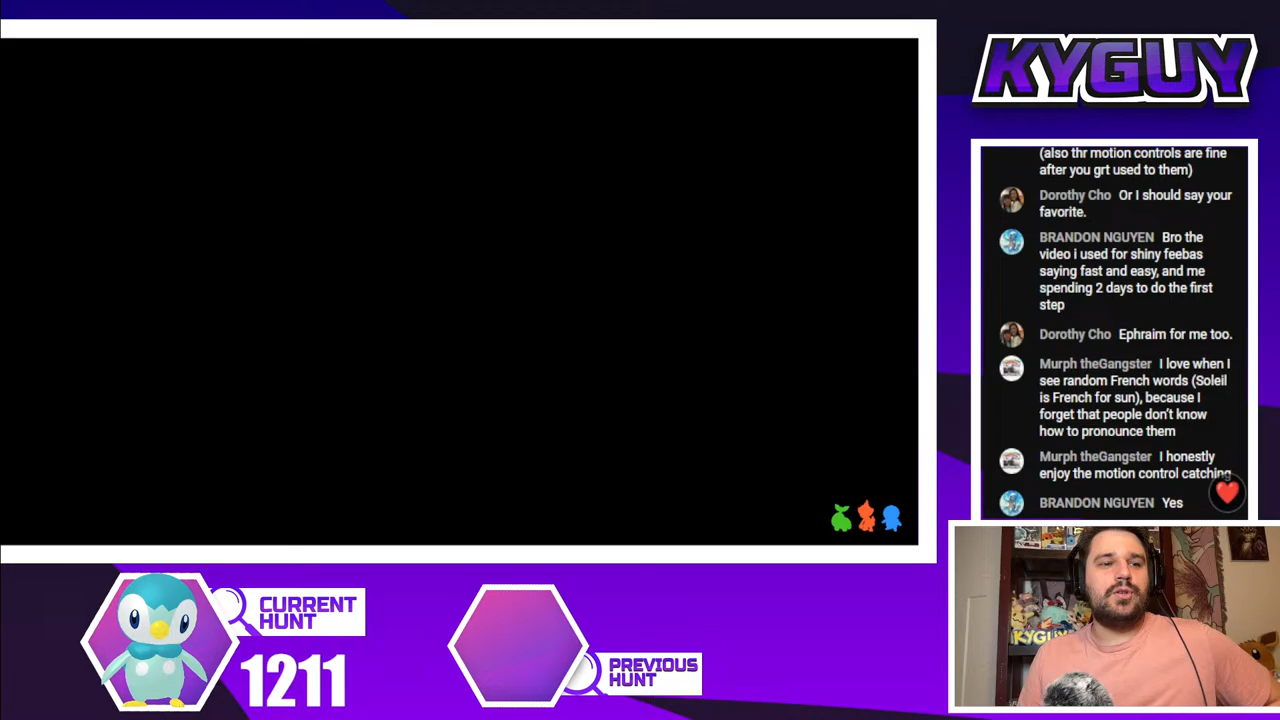 KYGUY
(also thr motion controls are fine
after you grt used to them)
Dorothy Cho Or I should say your
favorite.
BRANDON NGUYEN Bro the
video i used for shiny feebas
saying fast and easy, and me
spending 2 days to do the first
step
Dorothy Cho Ephraim for me too.
Murph theGangster I love when I
see random French words (Soleil
is French for sun), because I
forget that people don't know
how to pronounce them
Murph theGangster I honestly
enjoy the motion control catching
BRANDON NGUYEN Yes
CURRENT
HUNT
1211
PREVIOUS
HUNT
KYGUY